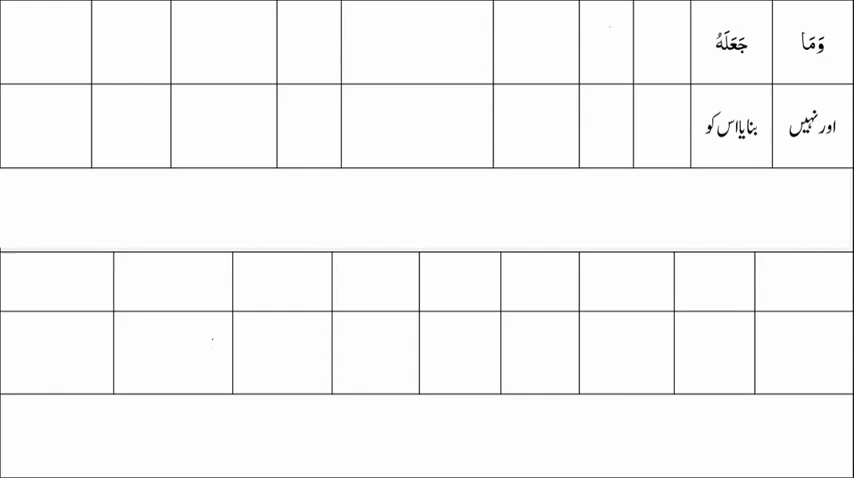 وَمَا جَعَلَهُ
اور نہیں بنایا اس کو